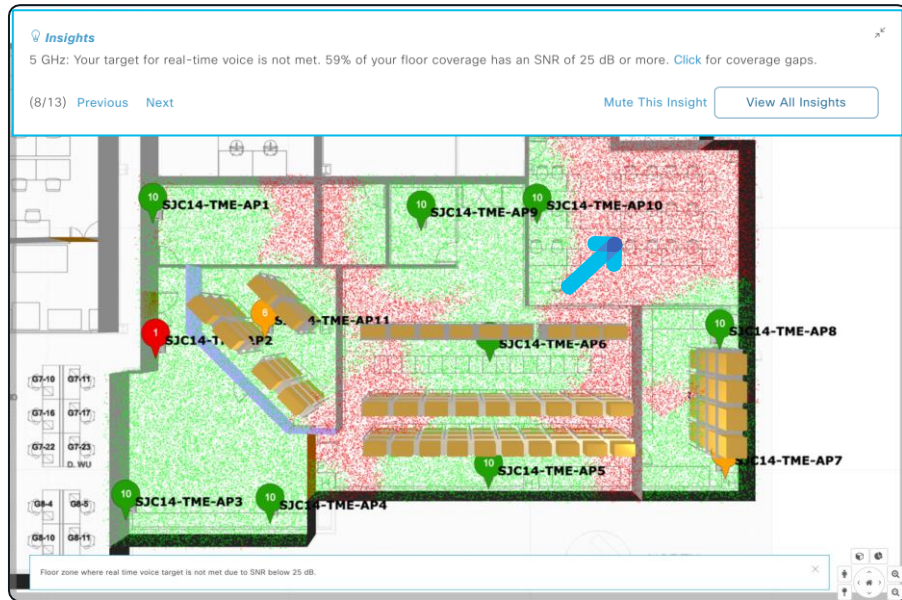 Insights
5 GHz: Your target for real-time voice is not met. 59% of your floor coverage has an SNR of 25 dB or more. Click for coverage gaps.
(8/13) Previous Next
Mute This Insight
View All Insights
10
SJC14-TME-AP1
10
SJC14-TME-AP9
10
SJC14-TME-AP10
6
SJC14-TME-AP11
1
SJC14-TME-AP2
SJC14-TME-AP6
10
SJC14-TME-AP8
G7-10 G7-11
G7-16 G7-17
G7-22 G7-23
D. WU
10
SJC14-TME-AP5
SJC14-TME-AP7
10
SJC14-TME-AP3
10
SJC14-TME-AP4
G8-4 G8-5
G8-10 G8-11
Floor zone where real time voice target is not met due to SNR below 25 dB.